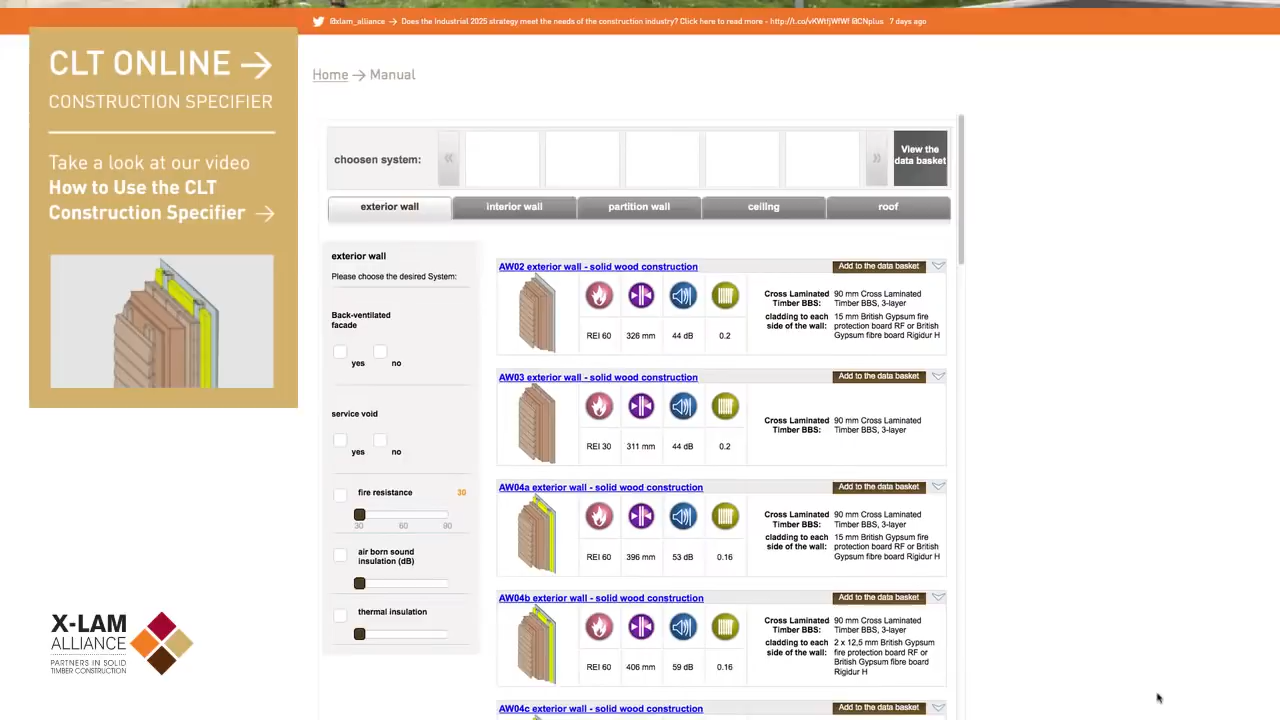 @xlam_alliance → Does the Industrial 2025 strategy meet the needs of the construction industry? Click here to read more - http://t.co/vKWtfjWfWf @CNplus 7 days ago
CLT ONLINE →
CONSTRUCTION SPECIFIER
Take a look at our video
How to Use the CLT
Construction Specifier →
X-LAM
ALLIANCE
PARTNERS IN SOLID
TIMBER CONSTRUCTION
Home → Manual
choosen system:
«
»
View the
data basket
exterior wall
interior wall
partition wall
ceiling
roof
exterior wall
Please choose the desired System:
Back-ventilated
facade
yes no
service void
yes no
fire resistance 30
30 60 90
air born sound
insulation (dB)
thermal insulation
AW02 exterior wall - solid wood construction
Add to the data basket
REI 60 326 mm 44 dB 0.2
Cross Laminated 90 mm Cross Laminated
Timber BBS: Timber BBS, 3-layer
cladding to each 15 mm British Gypsum fire
side of the wall: protection board RF or British
Gypsum fibre board Rigidur H
AW03 exterior wall - solid wood construction
Add to the data basket
REI 30 311 mm 44 dB 0.2
Cross Laminated 90 mm Cross Laminated
Timber BBS: Timber BBS, 3-layer
AW04a exterior wall - solid wood construction
Add to the data basket
REI 60 396 mm 53 dB 0.16
Cross Laminated 90 mm Cross Laminated
Timber BBS: Timber BBS, 3-layer
cladding to each 15 mm British Gypsum fire
side of the wall: protection board RF or British
Gypsum fibre board Rigidur H
AW04b exterior wall - solid wood construction
Add to the data basket
REI 60 406 mm 59 dB 0.16
Cross Laminated 90 mm Cross Laminated
Timber BBS: Timber BBS, 3-layer
cladding to each 2 x 12,5 mm British Gypsum
side of the wall: fire protection board RF or
British Gypsum fibre board
Rigidur H
AW04c exterior wall - solid wood construction
Add to the data basket